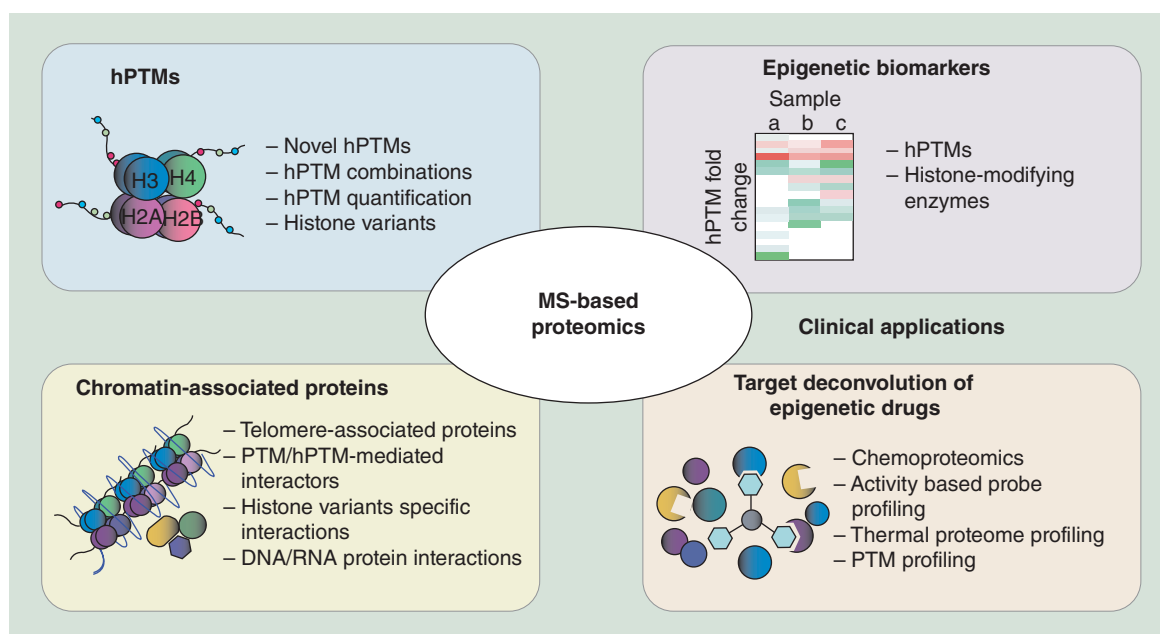 hPTMs
H3
H4
H2A
H2B
– Novel hPTMs
– hPTM combinations
– hPTM quantification
– Histone variants
Epigenetic biomarkers
Sample
a b c
hPTM fold
change
– hPTMs
– Histone-modifying
enzymes
MS-based
proteomics
Clinical applications
Chromatin-associated proteins
– Telomere-associated proteins
– PTM/hPTM-mediated
interactors
– Histone variants specific
interactions
– DNA/RNA protein interactions
Target deconvolution of
epigenetic drugs
– Chemoproteomics
– Activity based probe
profiling
– Thermal proteome profiling
– PTM profiling